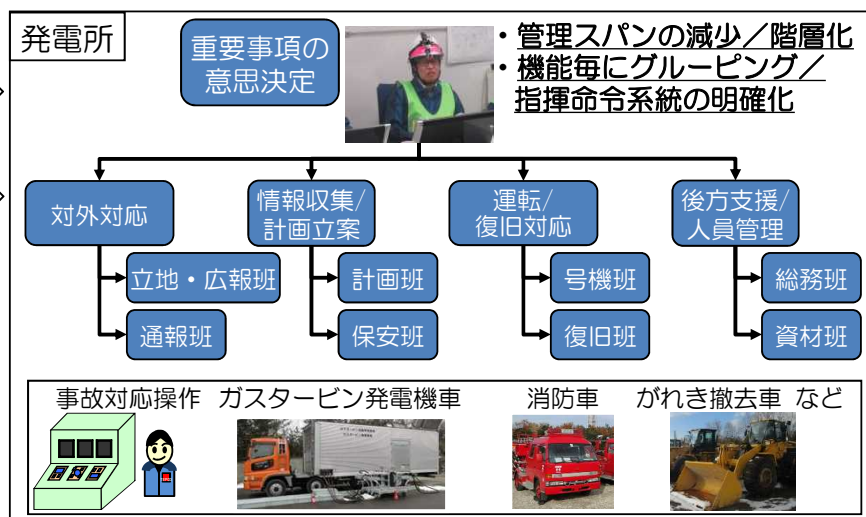 発電所
重要事項の
意思決定
・管理スパンの減少／階層化
・機能毎にグルーピング／
指揮命令系統の明確化
対外対応
情報収集/
計画立案
運転/
復旧対応
後方支援/
人員管理
立地・広報班
計画班
号機班
総務班
通報班
保安班
復旧班
資材班
事故対応操作 ガスタービン発電機車 消防車 がれき撤去車 など